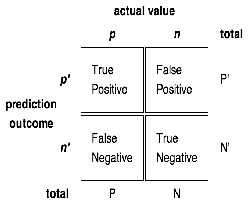 actual value
p n total
p' True Positive False Positive P'
prediction outcome
n' False Negative True Negative N'
total P N